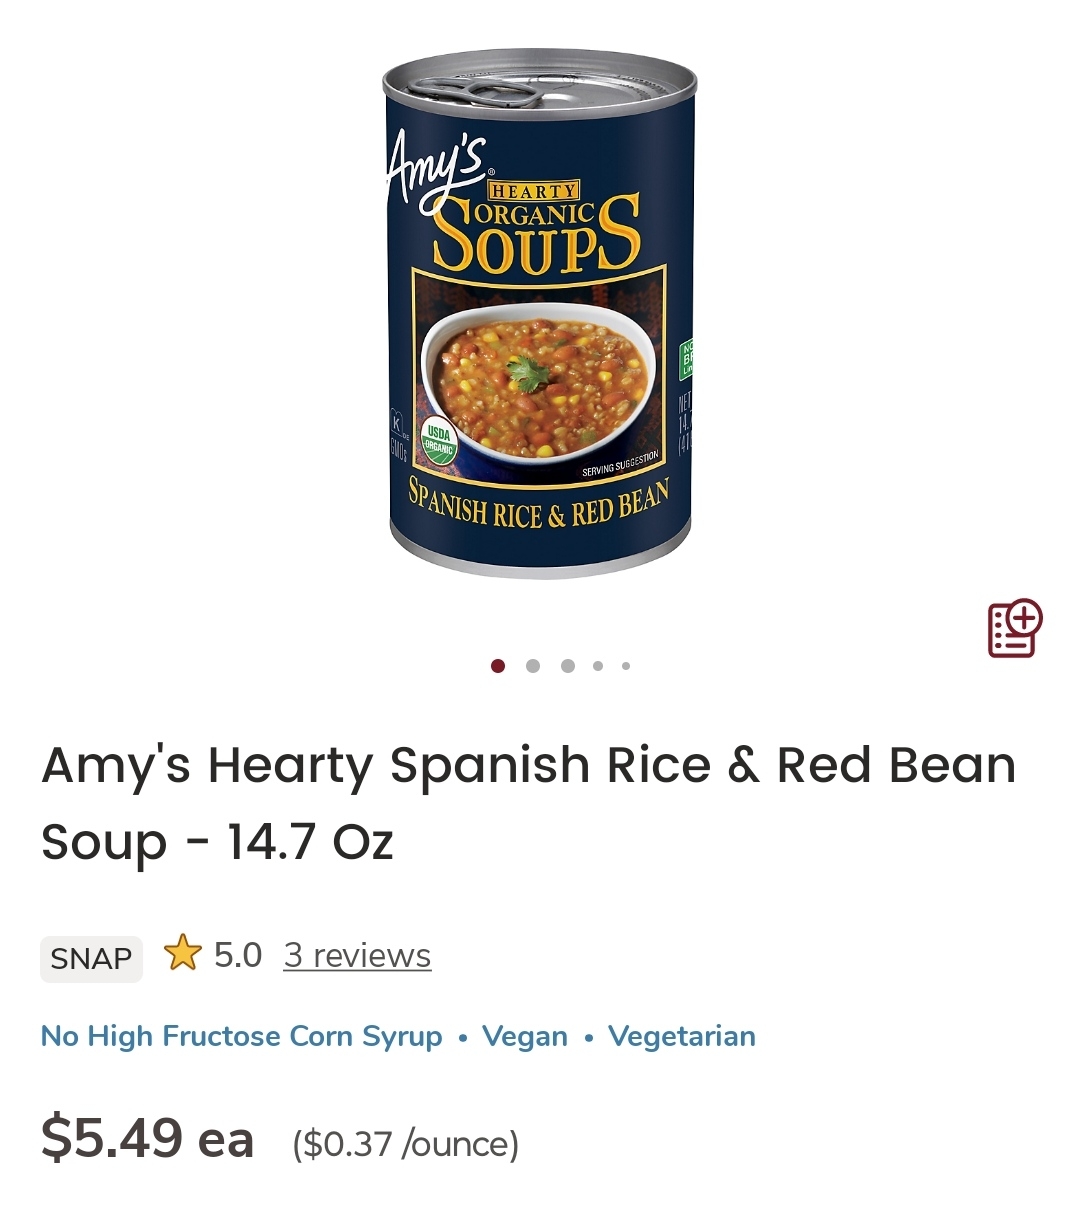 Amy's
HEARTY
ORGANIC
SOUPS
K
GMOs
USDA
ORGANIC
SERVING SUGGESTION
SPANISH RICE & RED BEAN
NET
Amy's Hearty Spanish Rice & Red Bean
Soup - 14.7 Oz
SNAP 5.0 3 reviews
No High Fructose Corn Syrup • Vegan • Vegetarian
$5.49 ea ($0.37 /ounce)